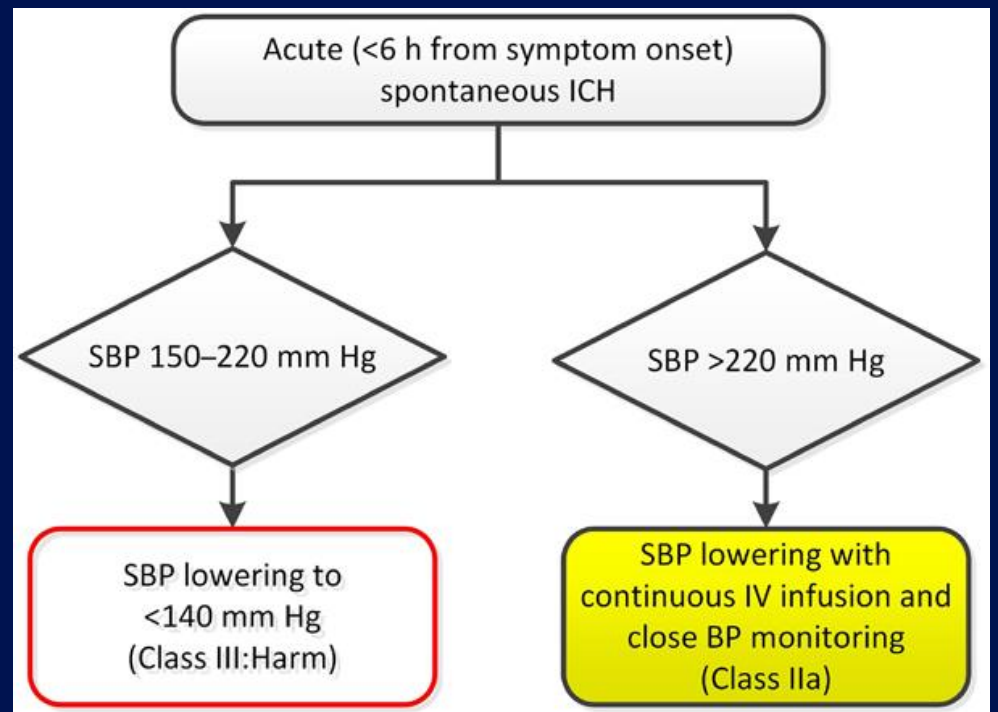 Acute (<6 h from symptom onset)
spontaneous ICH
SBP 150–220 mm Hg
SBP >220 mm Hg
SBP lowering to
<140 mm Hg
(Class III:Harm)
SBP lowering with
continuous IV infusion and
close BP monitoring
(Class IIa)